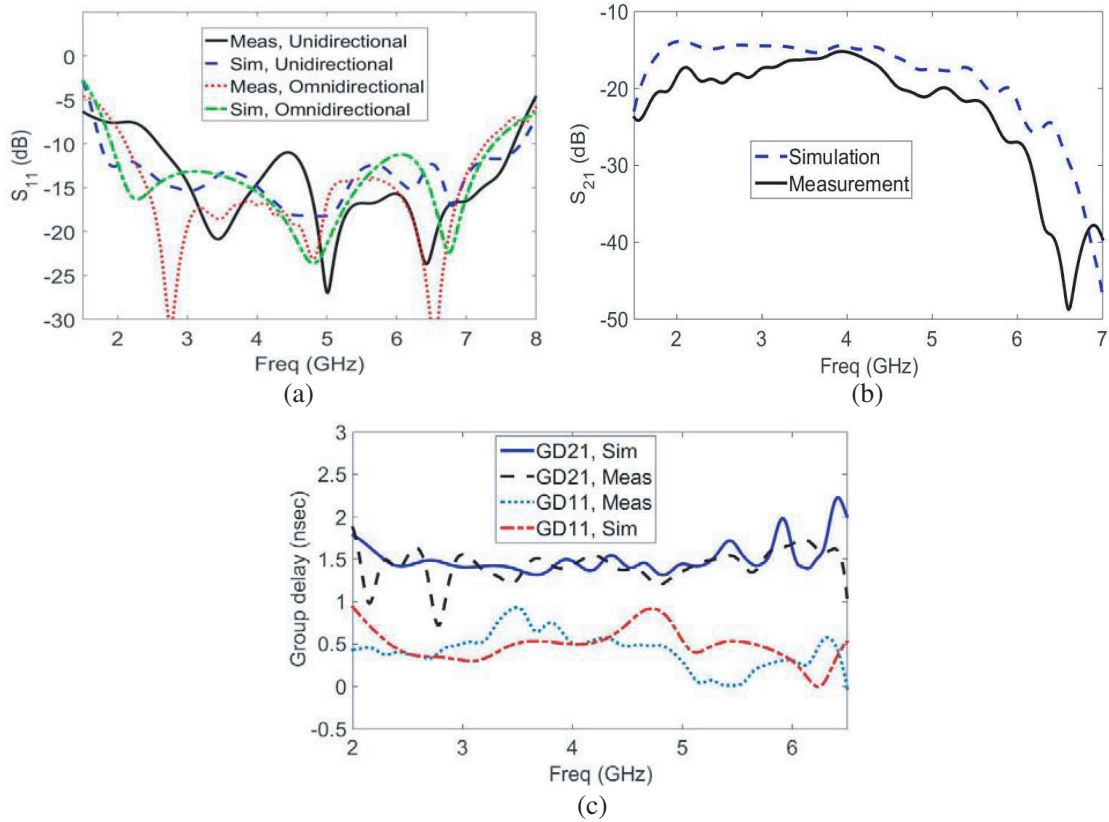 0
-5
-10
-15
-20
-25
-30
S11 (dB)
Meas, Unidirectional
Sim, Unidirectional
Meas, Omnidirectional
Sim, Omnidirectional
2 3 4 5 6 7 8
Freq (GHz)
(a)
-10
-20
-30
-40
-50
S21 (dB)
Simulation
Measurement
2 3 4 5 6 7
Freq (GHz)
(b)
3
2.5
2
1.5
1
0.5
0
-0.5
Group delay (nsec)
GD21, Sim
GD21, Meas
GD11, Meas
GD11, Sim
2 3 4 5 6
Freq (GHz)
(c)